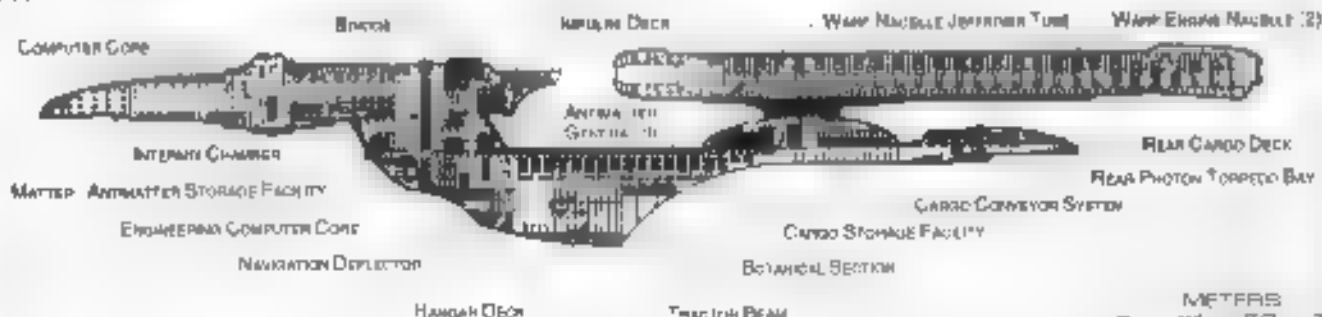 BRIDGE
IMPULSE DECK
WARP NACELLE JEFFERIES TUBE
WARP ENGINE NACELLE (2)
COMPUTER CORE
ANTIMATTER
GENERATOR
INTERMIX CHAMBER
REAR CARGO DECK
MATTER ANTIMATTER STORAGE FACILITY
REAR PHOTON TORPEDO BAY
CARGO CONVEYOR SYSTEM
ENGINEERING COMPUTER CORE
CARGO STORAGE FACILITY
NAVIGATION DEFLECTOR
BOTANICAL SECTION
HANGAR DECK
TRACTOR BEAM
METERS